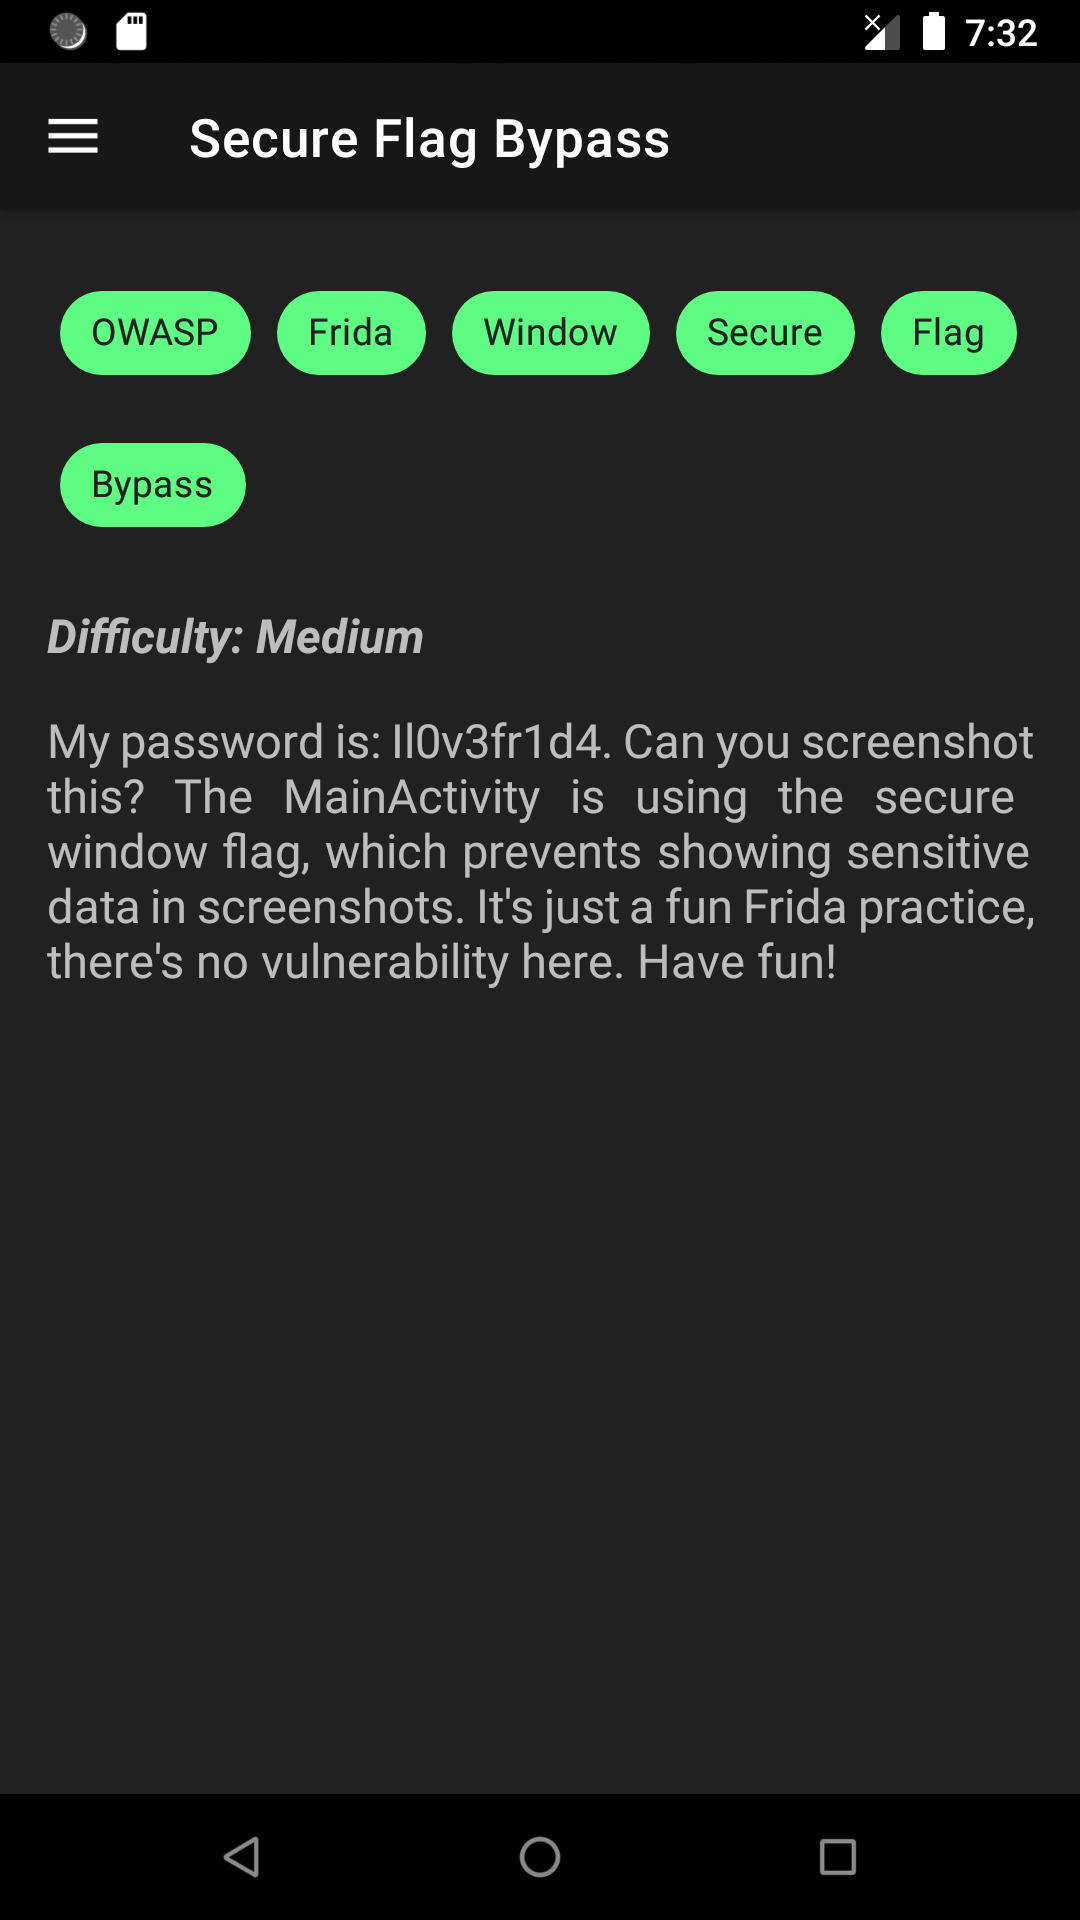 7:32
Secure Flag Bypass
OWASP Frida Window Secure Flag
Bypass
Difficulty: Medium
My password is: Il0v3fr1d4. Can you screenshot
this? The MainActivity is using the secure
window flag, which prevents showing sensitive
data in screenshots. It's just a fun Frida practice,
there's no vulnerability here. Have fun!